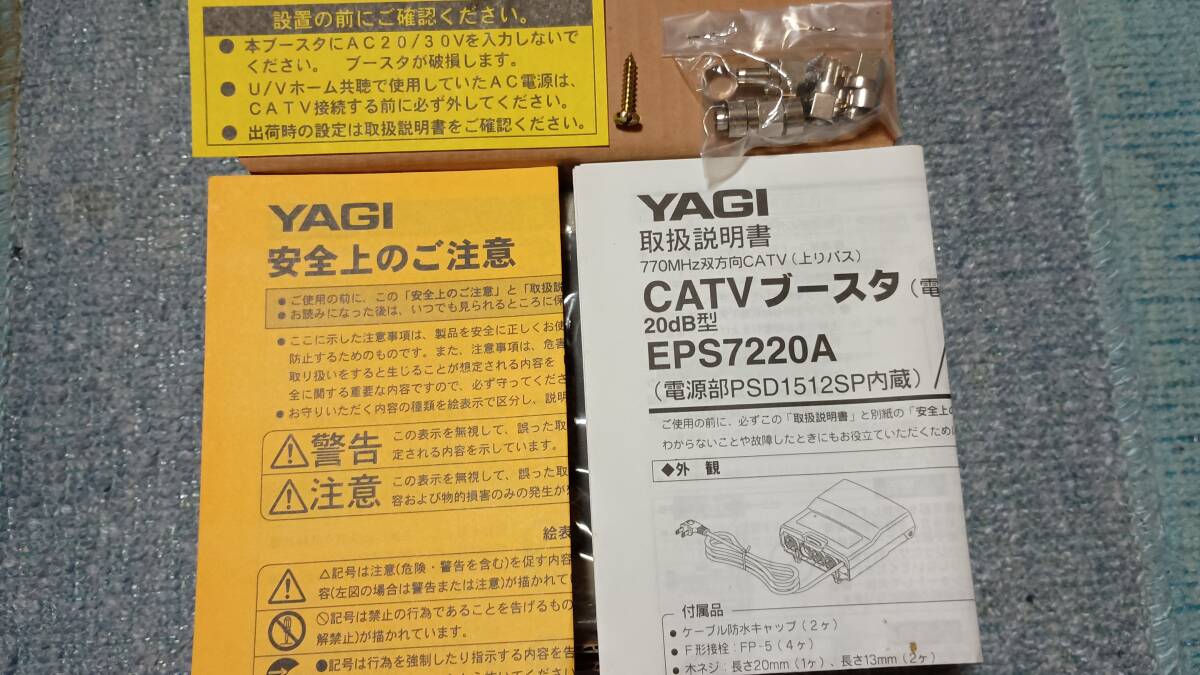 設置の前にご確認ください。
●本ブースタにAC20/30Vを入力しないで
ください。 ブースタが破損します。
●U/Vホーム共聴で使用していたAC電源は、
CATV接続する前に必ず外してください。
●出荷時の設定は取扱説明書をご確認ください。
YAGI
安全上のご注意
●ご使用の前に、この「安全上のご注意」と「取扱説
●お読みになった後は、いつでも見られるところに保
●ここに示した注意事項は、製品を安全に正しくお使
防止するためのものです。また、注意事項は、危害
取り扱いをすると生じることが想定される内容を
全に関する重要な内容ですので、必ず守ってくださ
●お守りいただく内容の種類を絵表示で区分し、説明
警告
この表示を無視して、誤った取
定される内容を示しています。
注意
この表示を無視して、誤った取
容および物的損害のみの発生が
絵表
△記号は注意(危険・警告を含む)を促す内容
容(左図の場合は警告または注意)が描かれて
記号は禁止の行為であることを告げるもの
解禁止)が描かれています。
●記号は行為を強制したり指示する内容を告
YAGI
取扱説明書
770MHz双方向CATV(上りパス)
CATVブースタ(電
20dB型
EPS7220A
(電源部PSD1512SP内蔵)
ご使用の前に、必ずこの「取扱説明書」と別紙の「安全上の
わからないことや故障したときにもお役立ていただくため
◆外 観
付属品
●ケーブル防水キャップ(2ヶ)
●F形接栓:FP-5(4ヶ)
●木ネジ:長さ20mm(1ヶ)、長さ13mm(2ヶ)